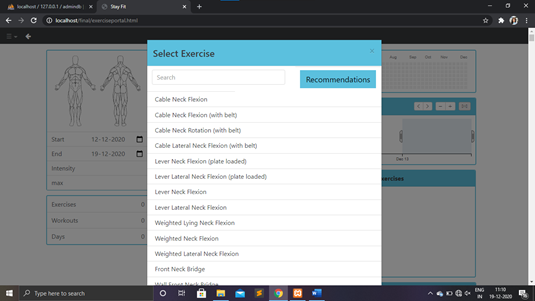 localhost / 127.0.0.1 / admindb
Stay Fit
localhost/final/exerciseportal.html
Select Exercise
Search
Recommendations
Cable Neck Flexion
Cable Neck Flexion (with belt)
Cable Neck Rotation (with belt)
Cable Lateral Neck Flexion (with belt)
Lever Neck Flexion (plate loaded)
Lever Lateral Neck Flexion (plate loaded)
Lever Neck Flexion
Lever Lateral Neck Flexion
Weighted Lying Neck Flexion
Weighted Neck Flexion
Weighted Lateral Neck Flexion
Front Neck Bridge
Wall Front Neck Bridge
Start 12-12-2020
End 19-12-2020
Intensity
max
Exercises 0
Workouts 0
Days 0
Aug Sep Oct Nov Dec
Dec 13
Type here to search
ENG
IN
11:10
19-12-2020